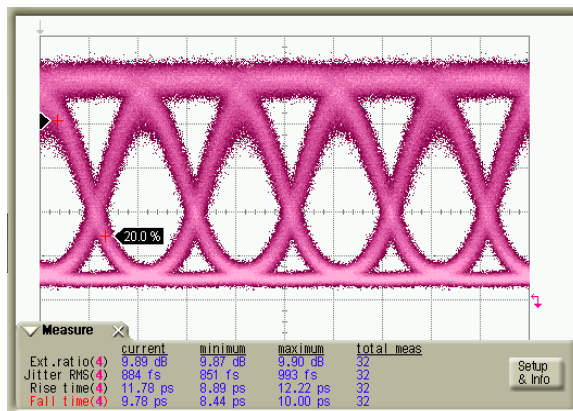 20.0 %
Measure
current minimum maximum total meas
Ext.ratio(4) 9.89 dB 9.87 dB 9.90 dB 32
Jitter RMS(4) 884 fs 851 fs 993 fs 32
Rise time(4) 11.78 ps 8.89 ps 12.22 ps 32
Fall time(4) 9.78 ps 8.44 ps 10.00 ps 32
Setup
& Info